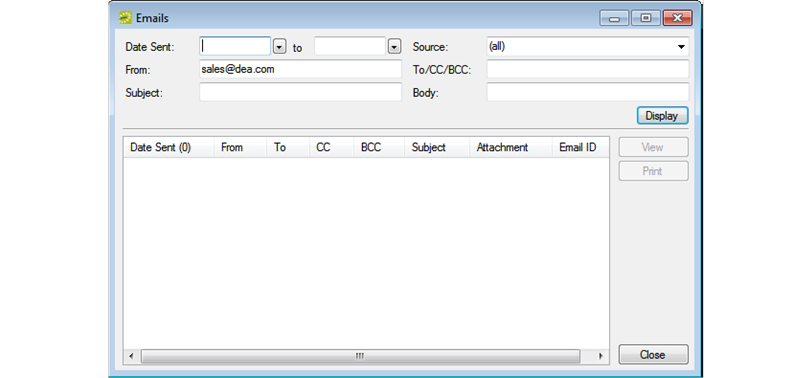 Emails
Date Sent: to Source: (all)
From: sales@dea.com To/CC/BCC:
Subject: Body:
Display
Date Sent (0) From To CC BCC Subject Attachment Email ID
View
Print
Close